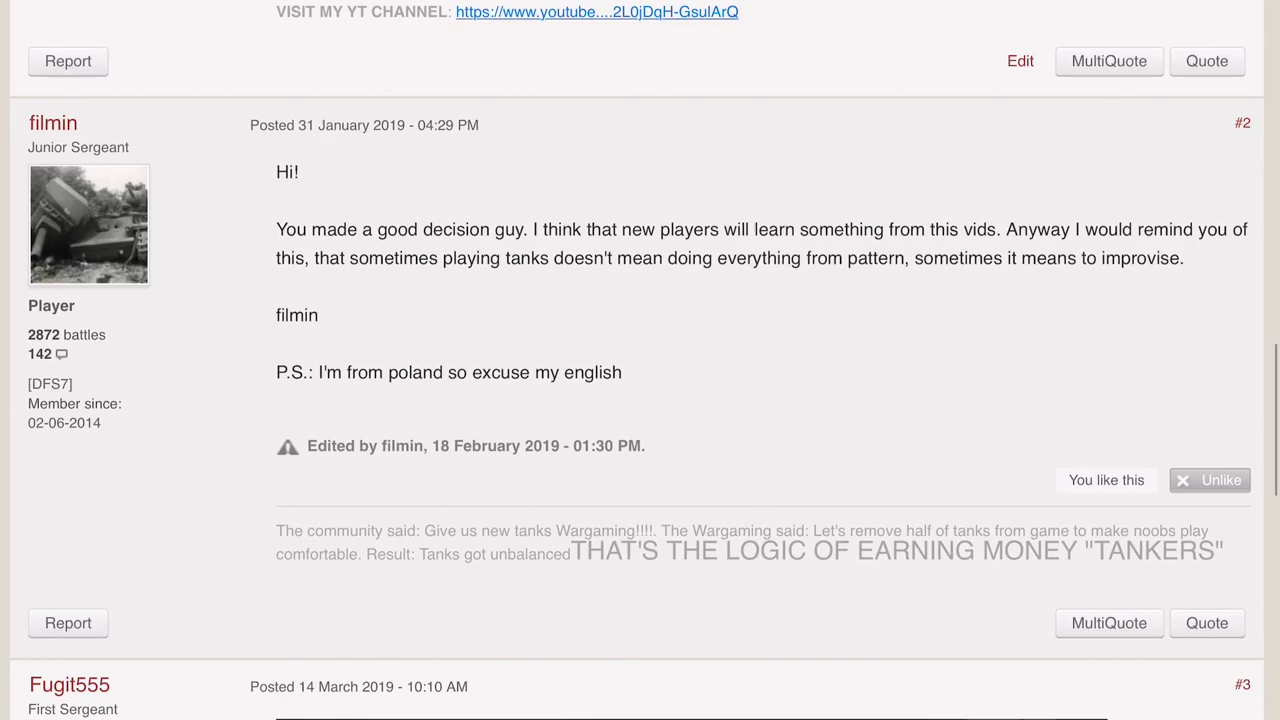 VISIT MY YT CHANNEL: https://www.youtube....2L0jDqH-GsulArQ
Report
Edit
MultiQuote
Quote
filmin
Posted 31 January 2019 - 04:29 PM
#2
Junior Sergeant
Hi!
You made a good decision guy. I think that new players will learn something from this vids. Anyway I would remind you of
this, that sometimes playing tanks doesn't mean doing everything from pattern, sometimes it means to improvise.
Player
filmin
2872 battles
142
P.S.: I'm from poland so excuse my english
[DFS7]
Member since:
02-06-2014
Edited by filmin, 18 February 2019 - 01:30 PM.
You like this
Unlike
The community said: Give us new tanks Wargaming!!!!. The Wargaming said: Let's remove half of tanks from game to make noobs play
comfortable. Result: Tanks got unbalancedTHAT'S THE LOGIC OF EARNING MONEY "TANKERS"
Report
MultiQuote
Quote
Fugit555
Posted 14 March 2019 - 10:10 AM
#3
First Sergeant